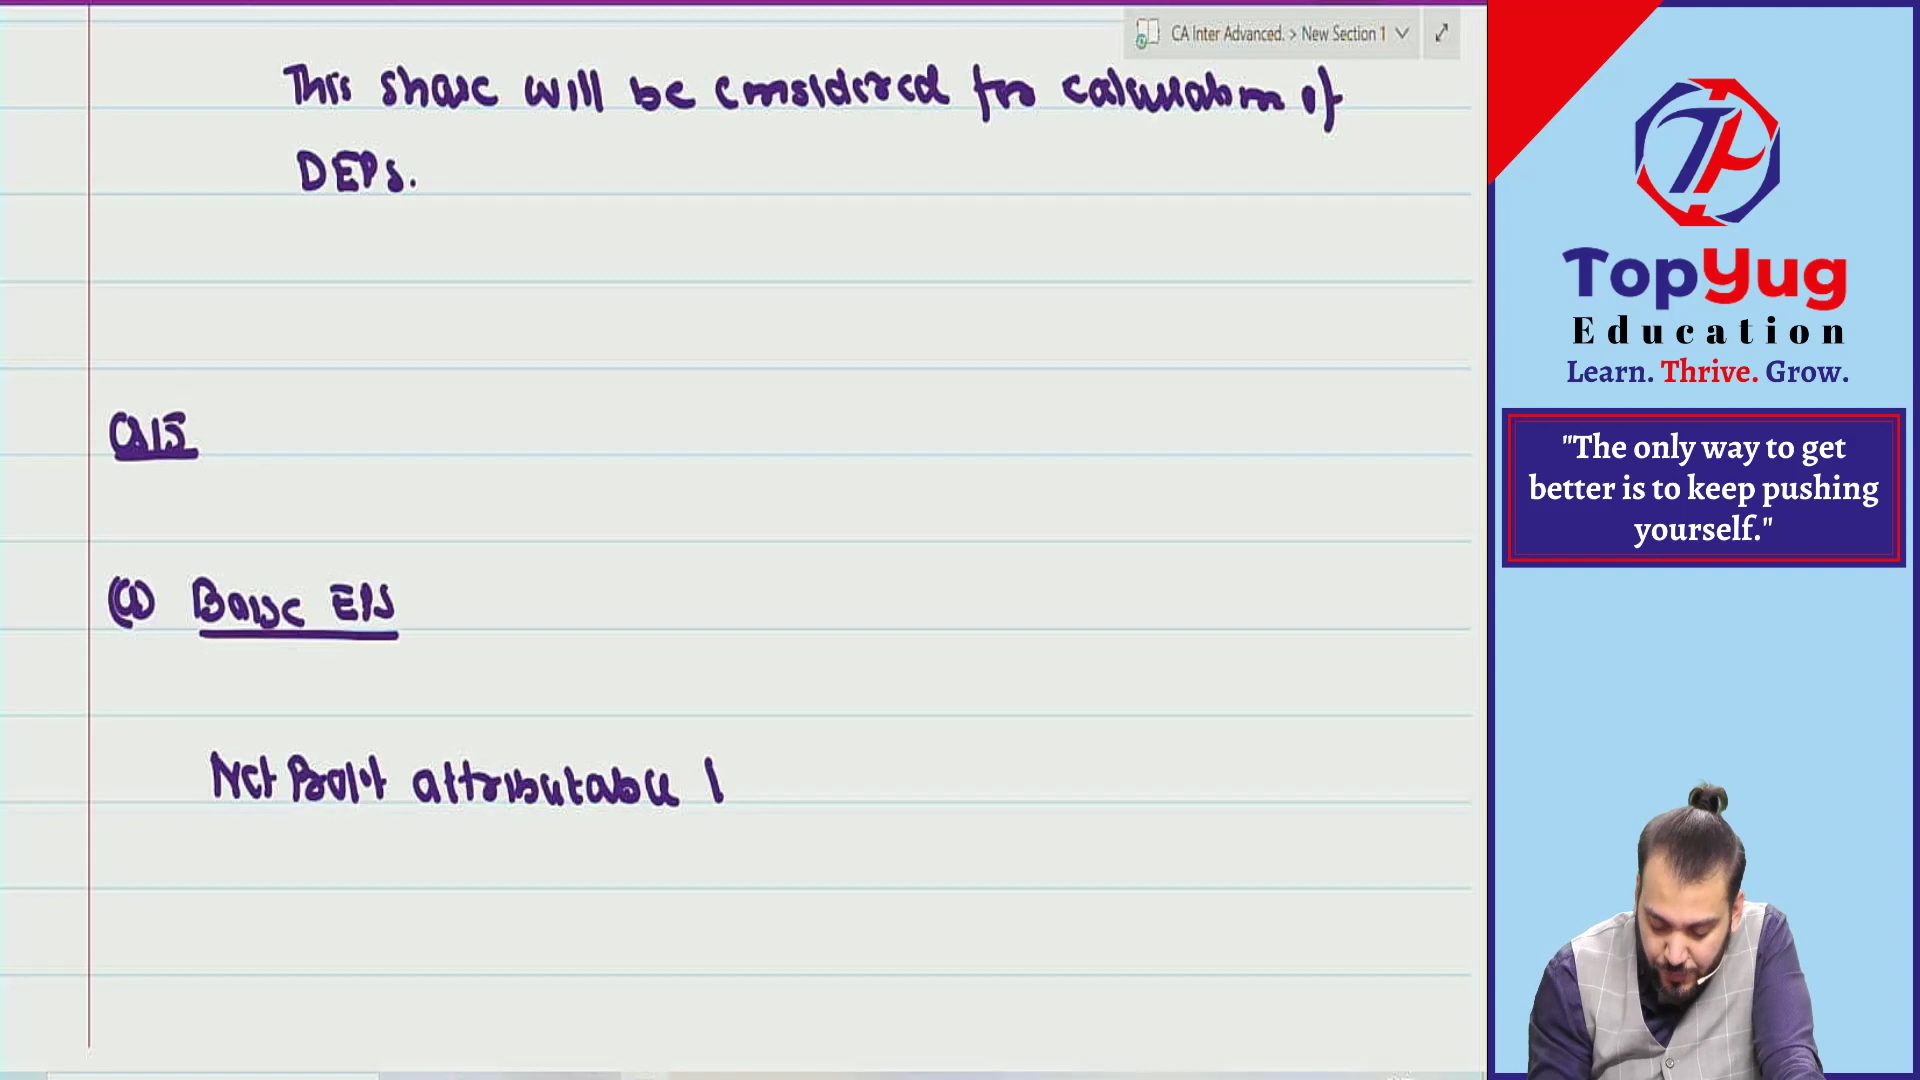 CA Inter Advanced. > New Section 1
This share will be considered for calculation of
DEPS.
Q15
(a) Basic EPS
Net Profit attributable
TopYug
Education
Learn. Thrive. Grow.
"The only way to get
better is to keep pushing
yourself."